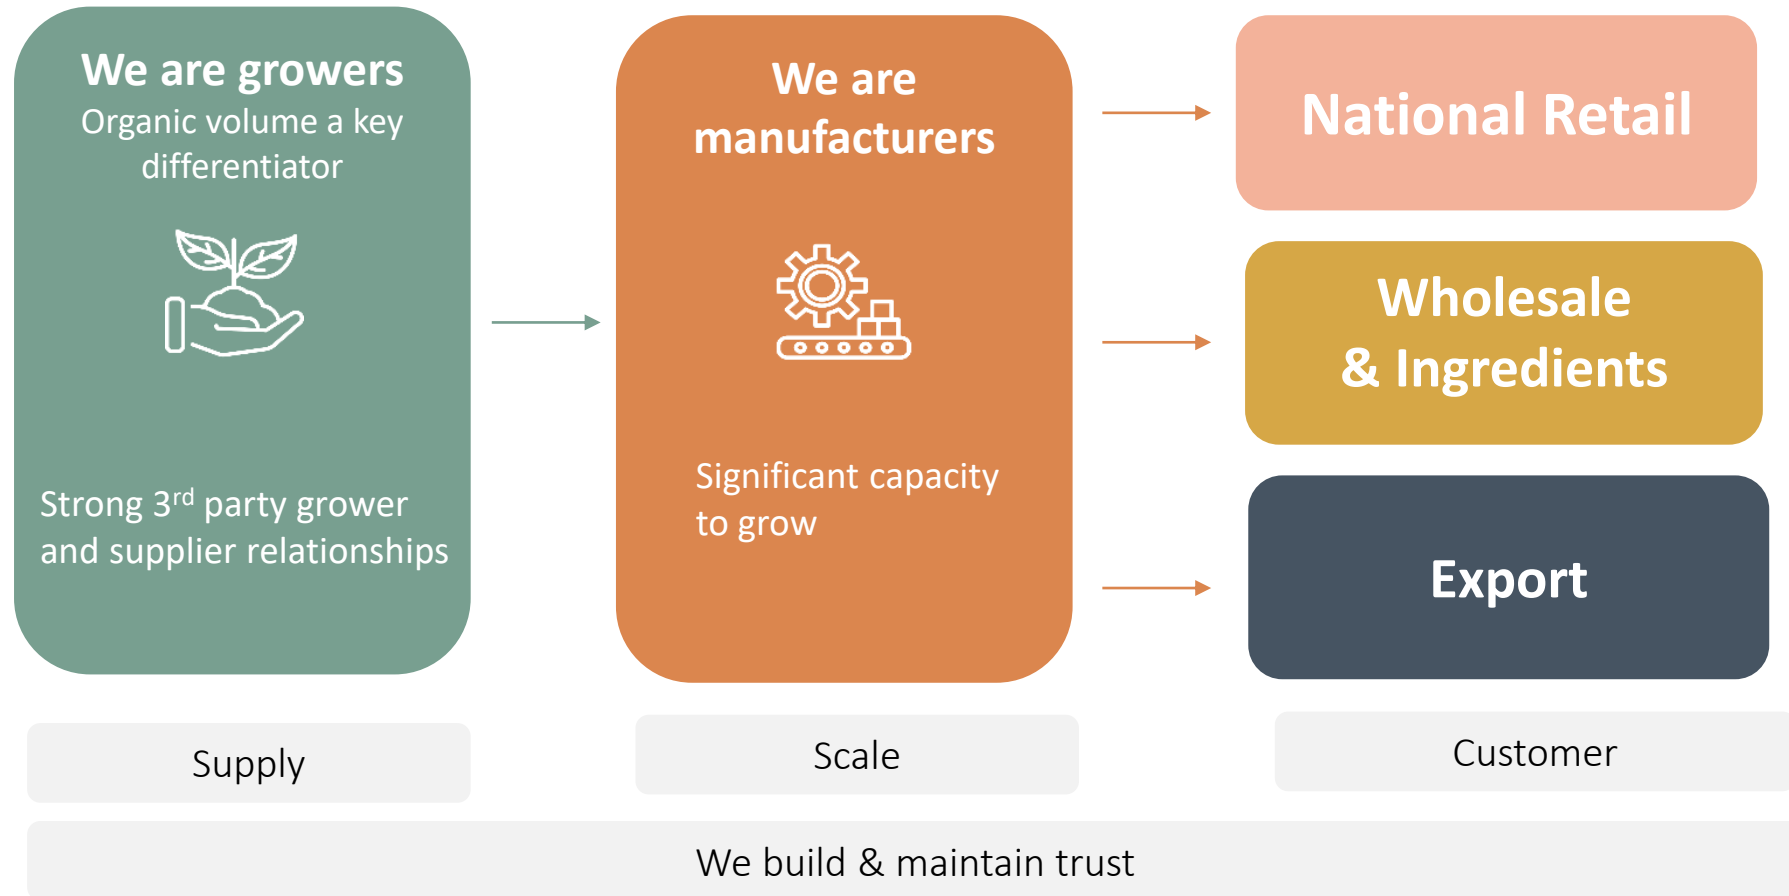 We are growers
Organic volume a key
differentiator
Strong 3rd party grower
and supplier relationships
We are
manufacturers
Significant capacity
to grow
National Retail
Wholesale
& Ingredients
Export
Supply
Scale
Customer
We build & maintain trust